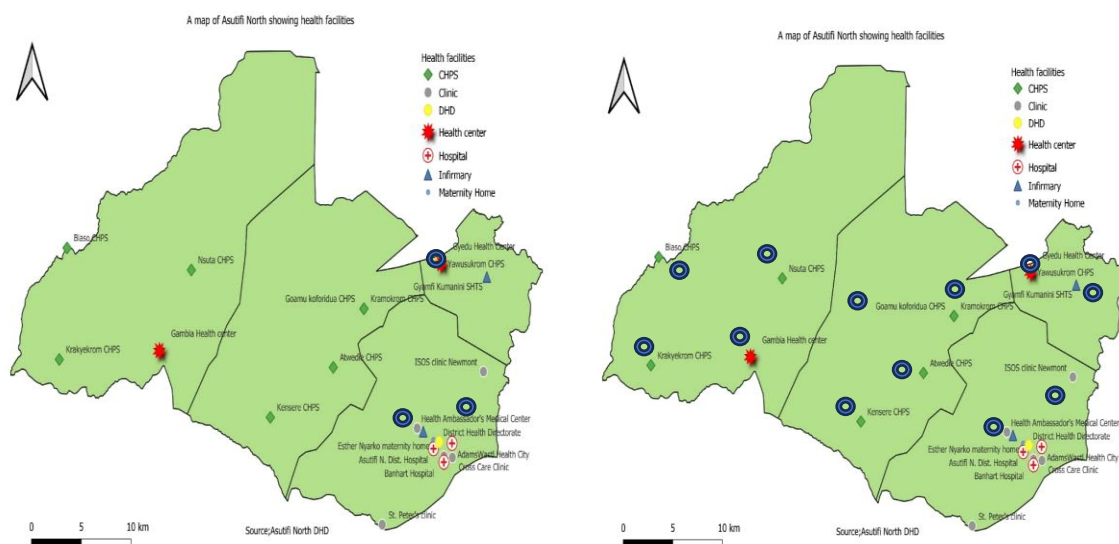 A map of Asutifi North showing health facilities
Health facilities
CHPS
Clinic
DHD
Health center
Hospital
Infirmary
Maternity Home
Biaso CHPS
Nsuta CHPS
Gyedu Health Center
Yawusukrom CHPS
Gyamfi Kumanini SHTS
Goamu koforidua CHPS
Kramokrom CHPS
Gambia Health center
Krakyekrom CHPS
Atwedie CHPS
ISOS clinic Newmont
Kensere CHPS
Health Ambassador's Medical Center
District Health Directorate
Esther Nyarko maternity home
Asutifi N. Dist. Hospital
AdamsWartl Health City
Banhart Hospital
Cross Care Clinic
St. Peter's clinic
0 5 10 km
Source;Asutifi North DHD
A map of Asutifi North showing health facilities
Health facilities
CHPS
Clinic
DHD
Health center
Hospital
Infirmary
Maternity Home
Biaso CHPS
Nsuta CHPS
Gyedu Health Center
Yawusukrom CHPS
Gyamfi Kumanini SHTS
Goamu koforidua CHPS
Kramokrom CHPS
Gambia Health center
Krakyekrom CHPS
Atwedie CHPS
ISOS clinic Newmont
Kensere CHPS
Health Ambassador's Medical Center
District Health Directorate
Esther Nyarko maternity home
Asutifi N. Dist. Hospital
AdamsWartl Health City
Banhart Hospital
Cross Care Clinic
St. Peter's clinic
0 5 10 km
Source;Asutifi North DHD